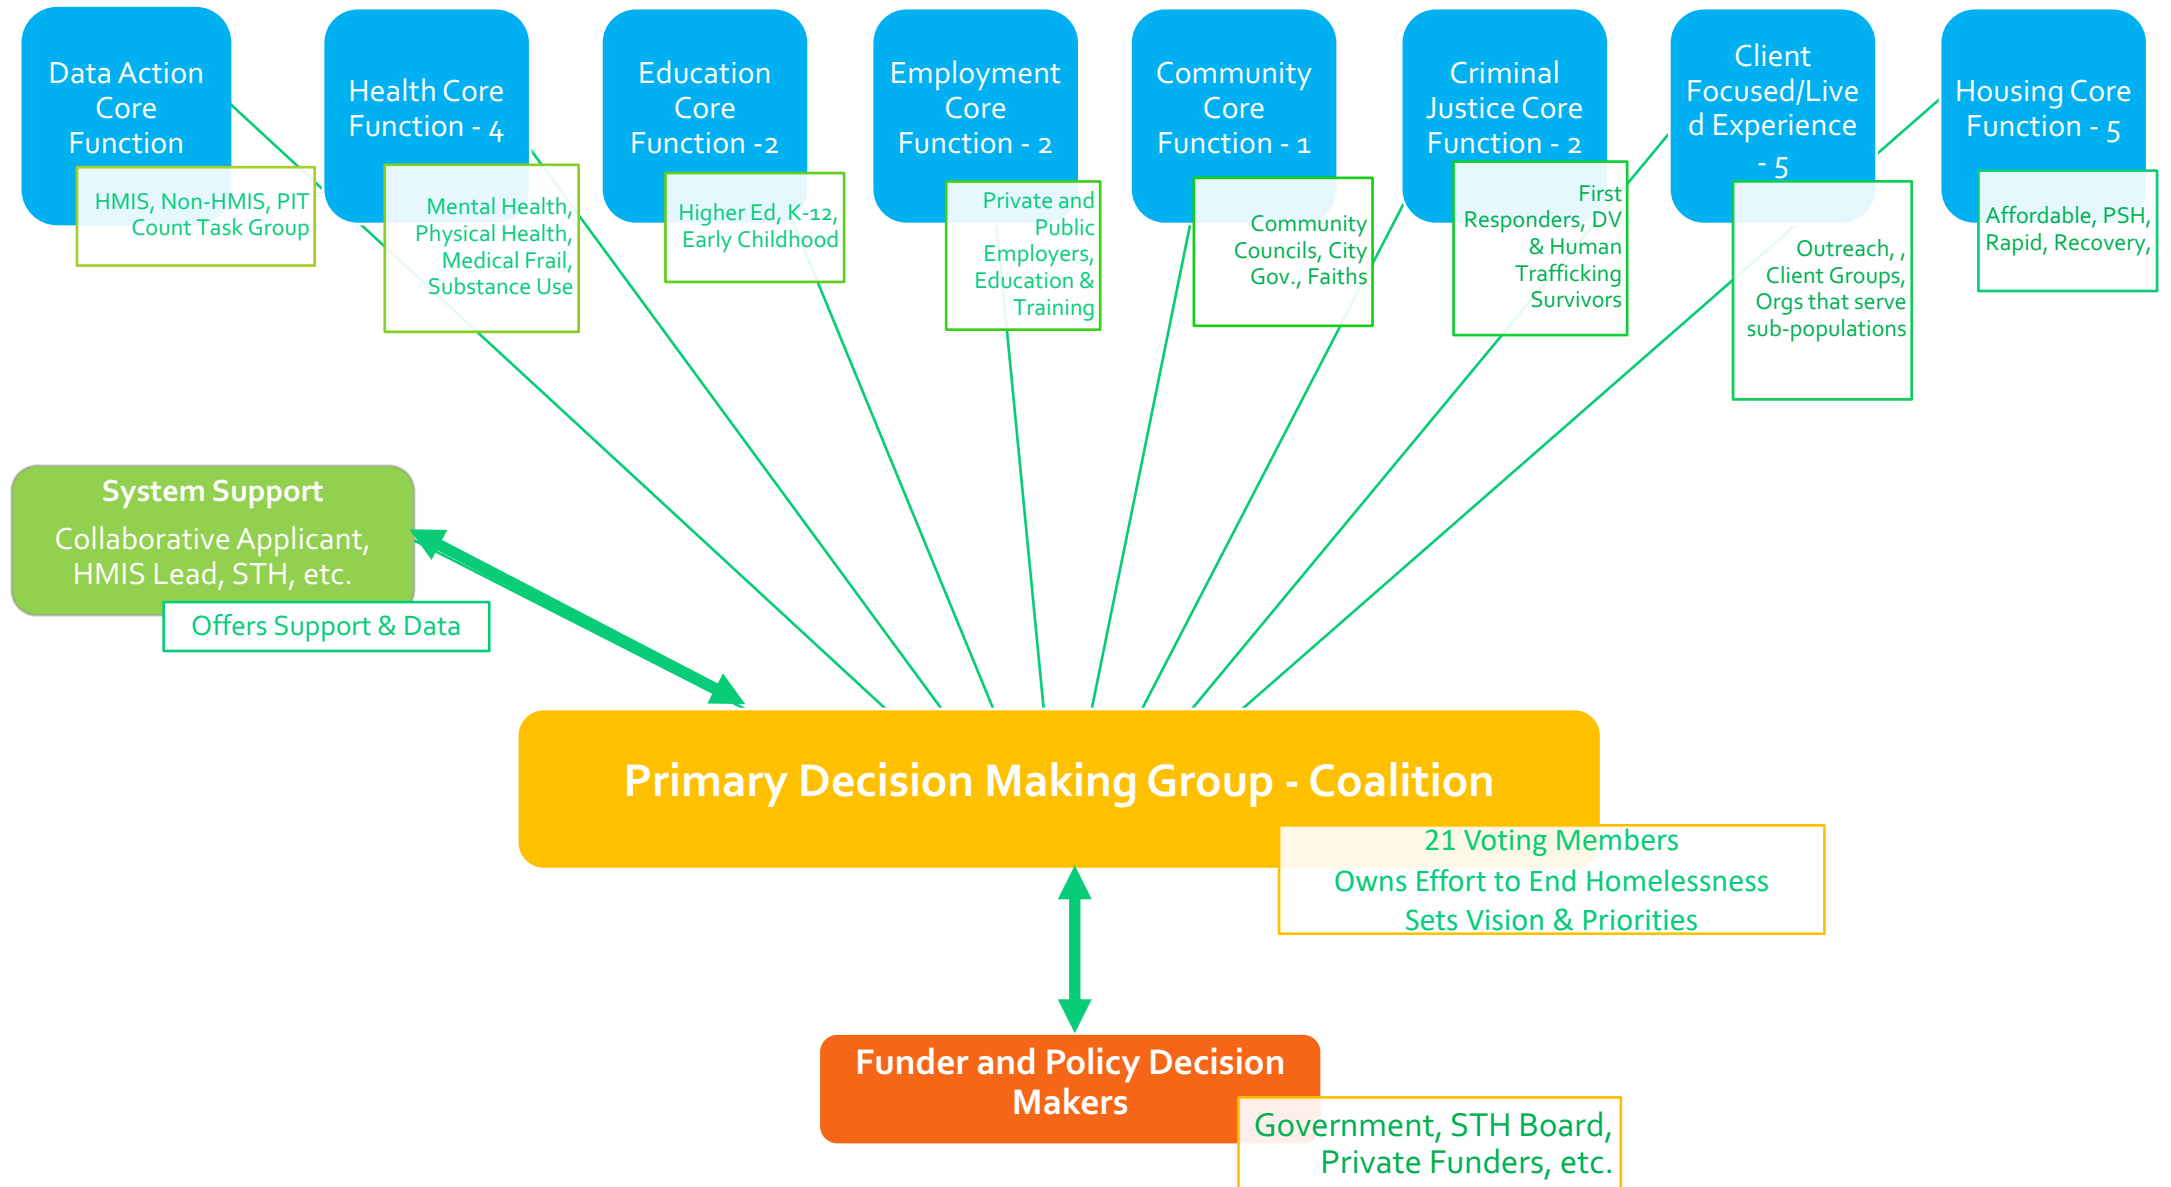 Data Action
Core
Function
HMIS, Non-HMIS, PIT
Count Task Group
Health Core
Function - 4
Mental Health,
Physical Health,
Medical Frail,
Substance Use
Education
Core
Function -2
Higher Ed, K-12,
Early Childhood
Employment
Core
Function - 2
Private and
Public
Employers,
Education &
Training
Community
Core
Function - 1
Community
Councils, City
Gov., Faiths
Criminal
Justice Core
Function - 2
First
Responders, DV
& Human
Trafficking
Survivors
Client
Focused/Live
d Experience
- 5
Outreach, ,
Client Groups,
Orgs that serve
sub-populations
Housing Core
Function - 5
Affordable, PSH,
Rapid, Recovery,
System Support
Collaborative Applicant,
HMIS Lead, STH, etc.
Offers Support & Data
Primary Decision Making Group - Coalition
21 Voting Members
Owns Effort to End Homelessness
Sets Vision & Priorities
Funder and Policy Decision
Makers
Government, STH Board,
Private Funders, etc.